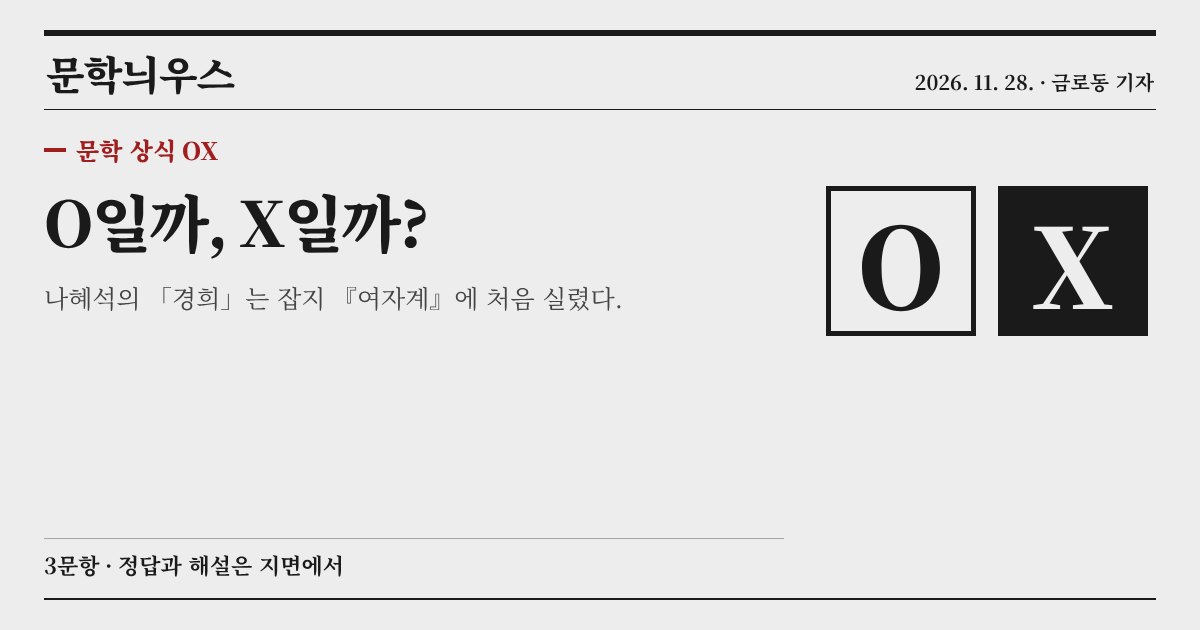 문학늬우스
2026. 11. 28. · 금로동 기자
문학 상식 OX
O일까, X일까?
나혜석의 「경희」는 잡지 『여자계』에 처음 실렸다.
O X
3문항 · 정답과 해설은 지면에서